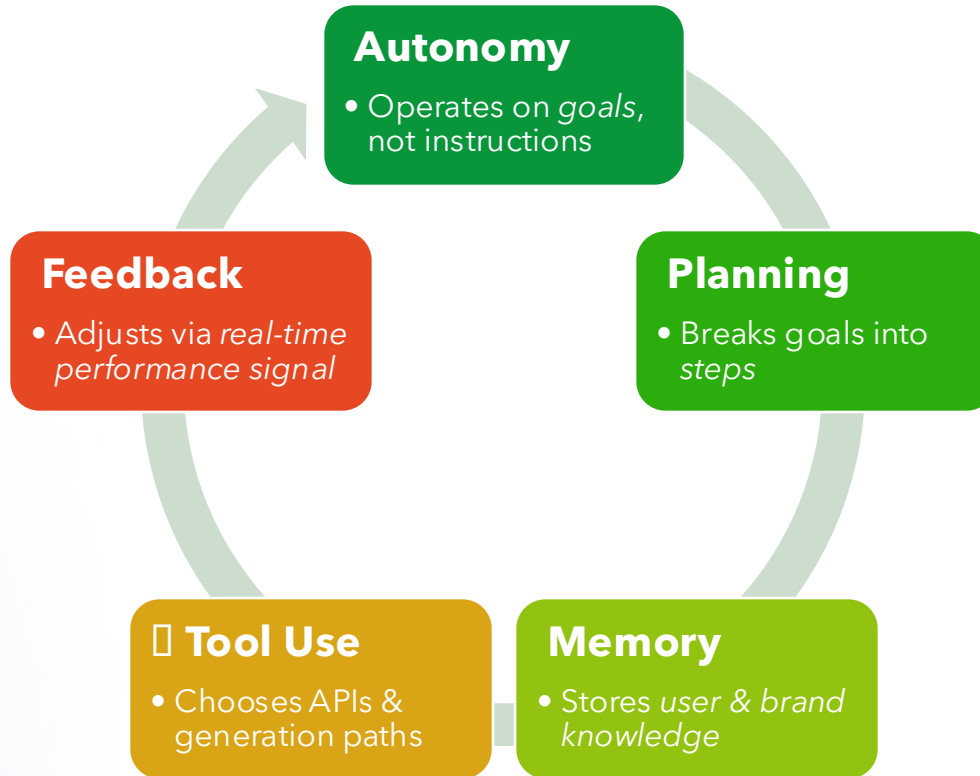 Autonomy
• Operates on goals,
not instructions
Planning
• Breaks goals into
steps
Memory
• Stores user & brand
knowledge
▯ Tool Use
• Chooses APIs &
generation paths
Feedback
• Adjusts via real-time
performance signal